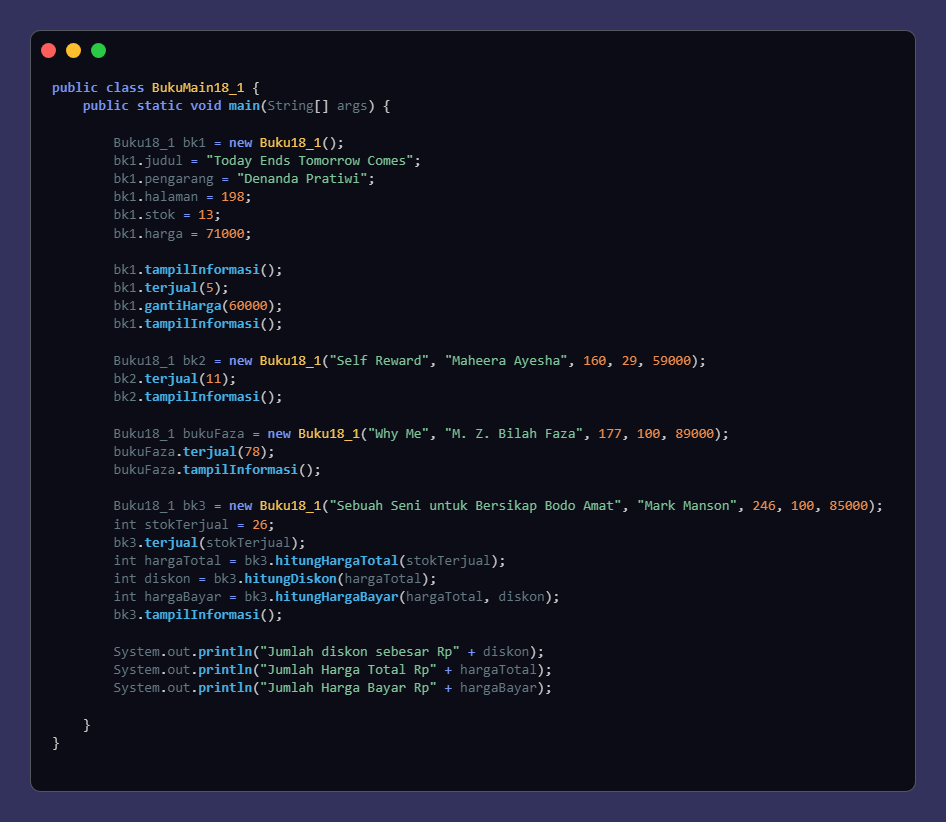 public class BukuMain18_1 {
    public static void main(String[] args) {

        Buku18_1 bk1 = new Buku18_1();
        bk1.judul = "Today Ends Tomorrow Comes";
        bk1.pengarang = "Denanda Pratiwi";
        bk1.halaman = 198;
        bk1.stok = 13;
        bk1.harga = 71000;

        bk1.tampilInformasi();
        bk1.terjual(5);
        bk1.gantiHarga(60000);
        bk1.tampilInformasi();

        Buku18_1 bk2 = new Buku18_1("Self Reward", "Maheera Ayesha", 160, 29, 59000);
        bk2.terjual(11);
        bk2.tampilInformasi();

        Buku18_1 bukuFaza = new Buku18_1("Why Me", "M. Z. Bilah Faza", 177, 100, 89000);
        bukuFaza.terjual(78);
        bukuFaza.tampilInformasi();

        Buku18_1 bk3 = new Buku18_1("Sebuah Seni untuk Bersikap Bodo Amat", "Mark Manson", 246, 100, 85000);
        int stokTerjual = 26;
        bk3.terjual(stokTerjual);
        int hargaTotal = bk3.hitungHargaTotal(stokTerjual);
        int diskon = bk3.hitungDiskon(hargaTotal);
        int hargaBayar = bk3.hitungHargaBayar(hargaTotal, diskon);
        bk3.tampilInformasi();

        System.out.println("Jumlah diskon sebesar Rp" + diskon);
        System.out.println("Jumlah Harga Total Rp" + hargaTotal);
        System.out.println("Jumlah Harga Bayar Rp" + hargaBayar);

    }
}